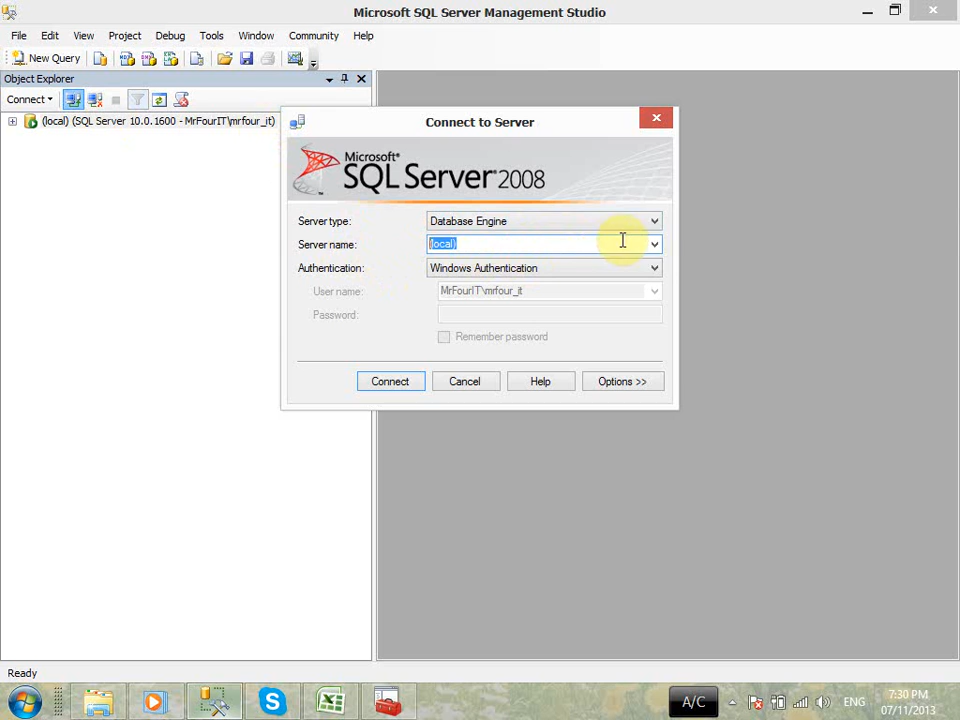 Microsoft SQL Server Management Studio
File Edit View Project Debug Tools Window Community Help
New Query
Object Explorer
Connect
(local) (SQL Server 10.0.1600 - MrFourIT\mrfour_it)
Connect to Server
Microsoft®
SQL Server® 2008
Server type: Database Engine
Server name: (local)
Authentication: Windows Authentication
User name: MrFourIT\mrfour_it
Password:
Remember password
Connect Cancel Help Options >>
Ready
A/C ENG 7:30 PM
07/11/2013